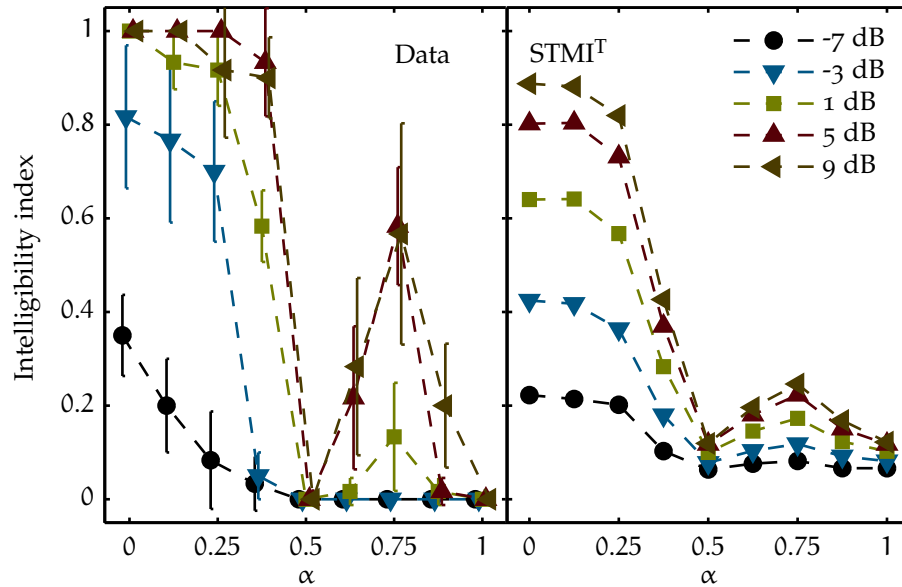 Data
STMIᵀ
-7 dB
-3 dB
1 dB
5 dB
9 dB
Intelligibility index
1
0.8
0.6
0.4
0.2
0
0 0.25 0.5 0.75 1
α
0 0.25 0.5 0.75 1
α